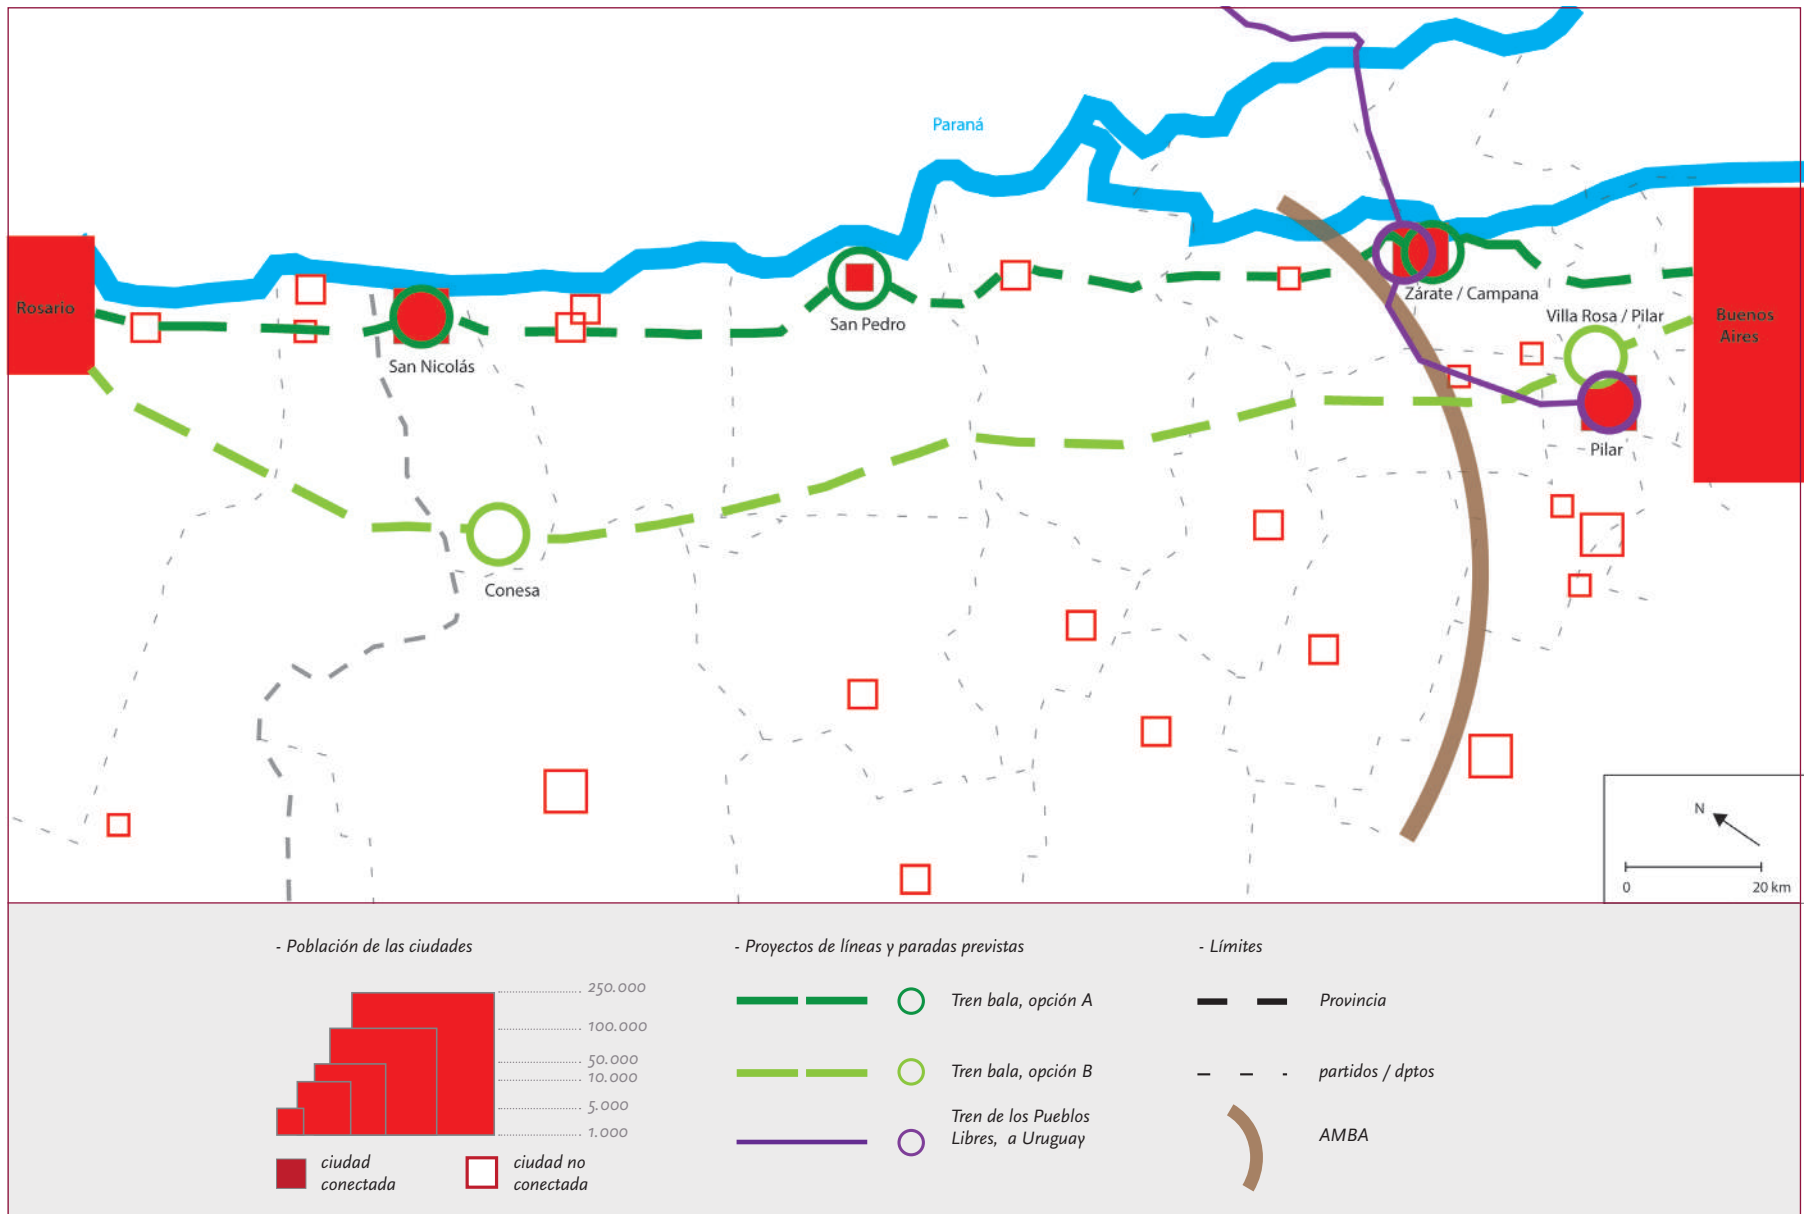 Paraná
Rosario
San Nicolás
San Pedro
Zárate / Campana
Villa Rosa / Pilar
Buenos
Aires
Pilar
Conesa
N
0
20 km
- Población de las ciudades
250.000
100.000
50.000
10.000
5.000
1.000
ciudad
conectada
ciudad no
conectada
- Proyectos de líneas y paradas previstas
Tren bala, opción A
Tren bala, opción B
Tren de los Pueblos
Libres, a Uruguay
- Límites
Provincia
partidos / dptos
AMBA